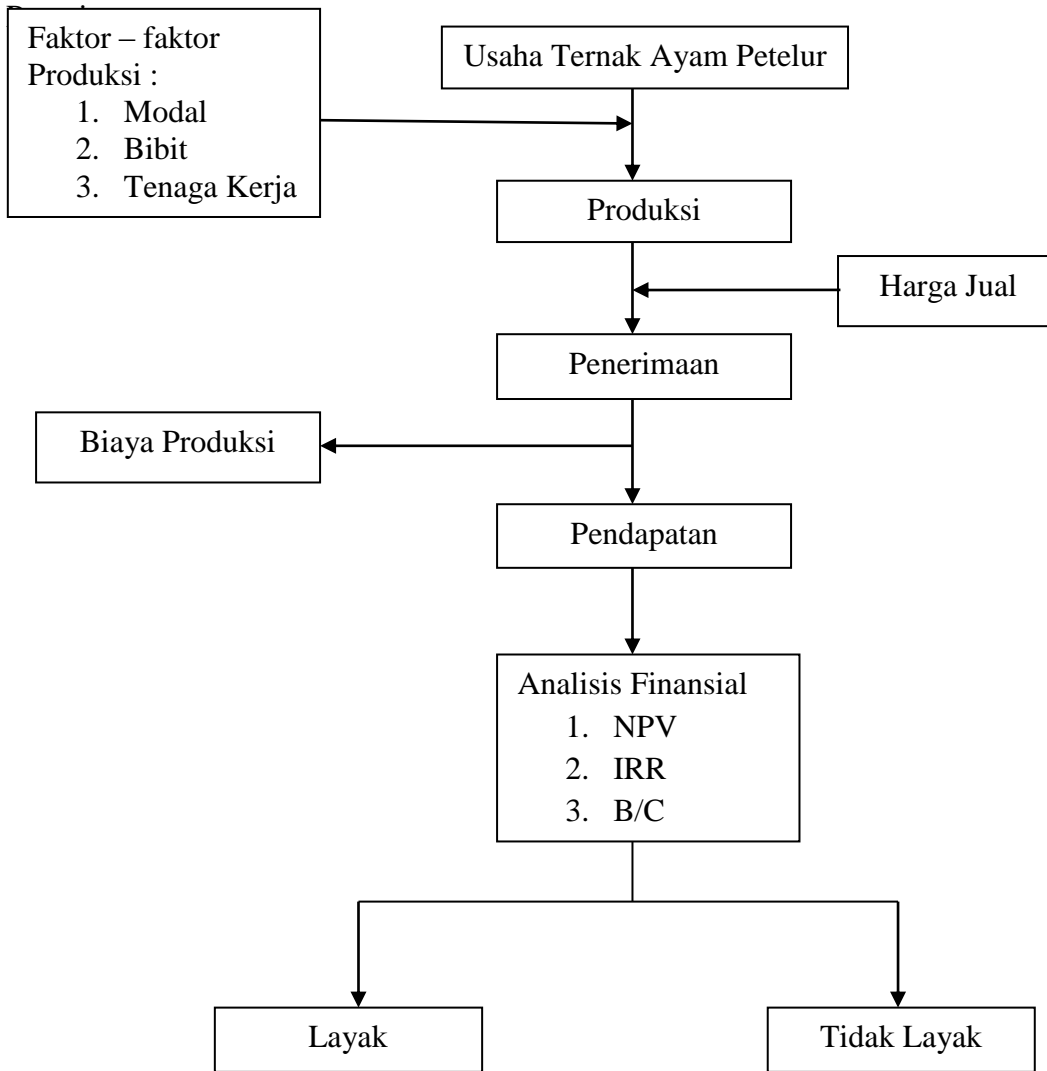 Faktor – faktor
Produksi :
1. Modal
2. Bibit
3. Tenaga Kerja
Usaha Ternak Ayam Petelur
Produksi
Harga Jual
Penerimaan
Biaya Produksi
Pendapatan
Analisis Finansial
1. NPV
2. IRR
3. B/C
Layak
Tidak Layak